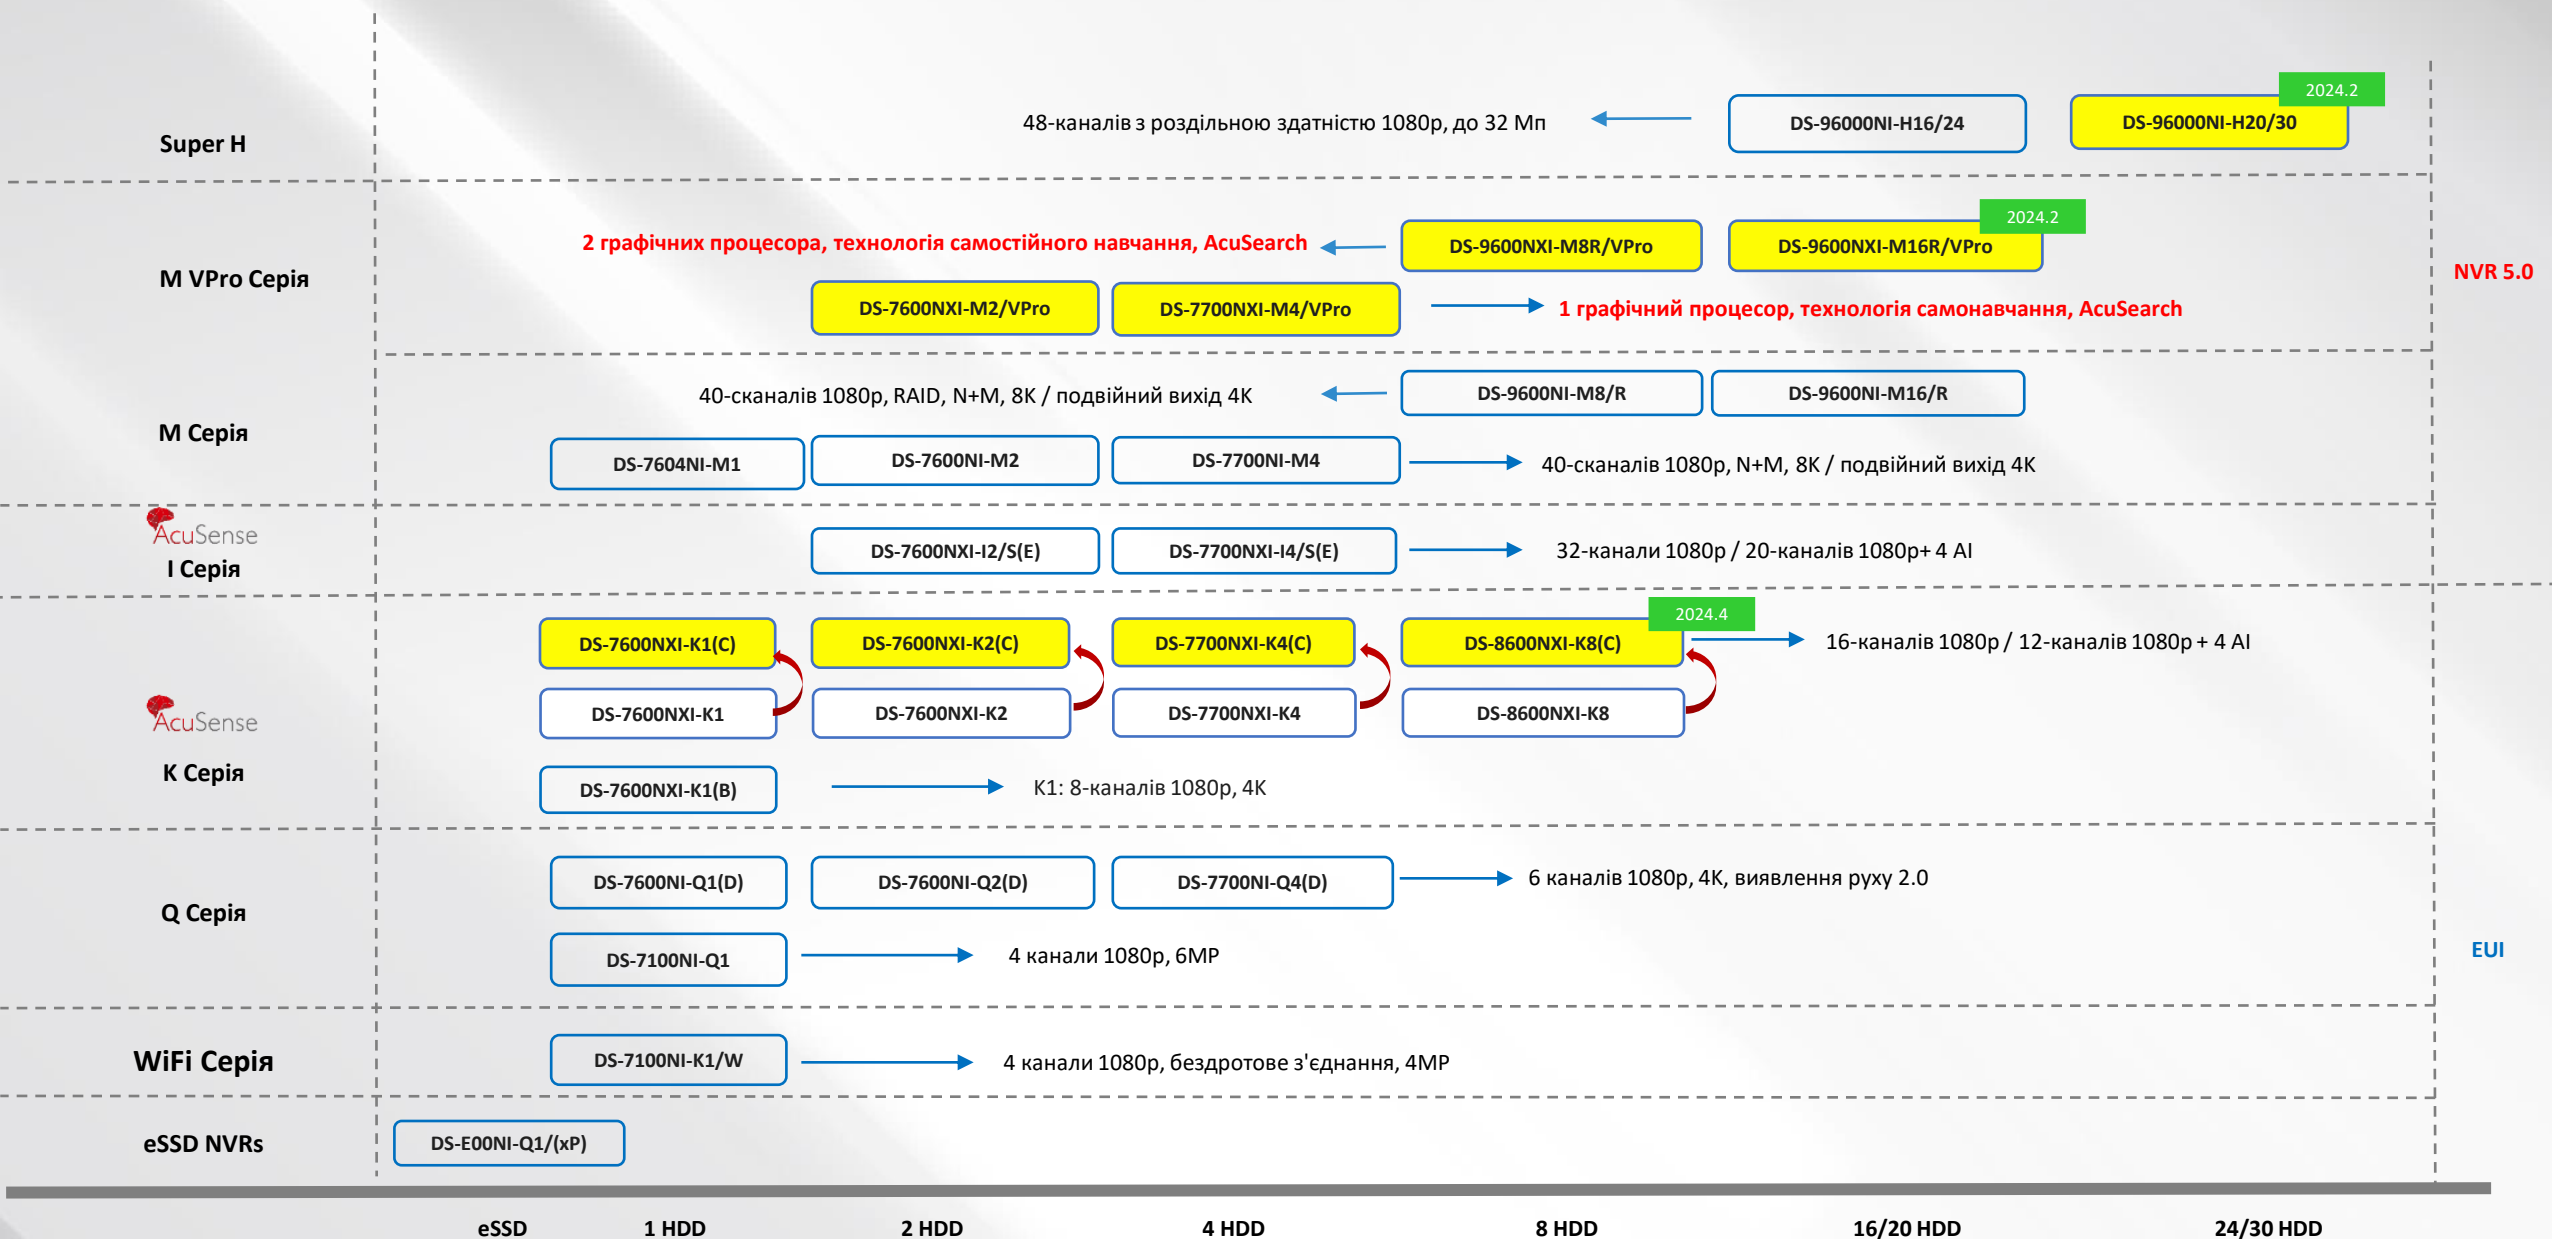 2024.2
Super H
48-каналів з роздільною здатністю 1080p, до 32 Мп
DS-96000NI-H16/24
DS-96000NI-H20/30
2024.2
M VPro Серія
2 графічних процесора, технологія самостійного навчання, AcuSearch
DS-9600NXI-M8R/VPro
DS-9600NXI-M16R/VPro
NVR 5.0
DS-7600NXI-M2/VPro
DS-7700NXI-M4/VPro
1 графічний процесор, технологія самонавчання, AcuSearch
M Серія
40-сканалів 1080p, RAID, N+M, 8K / подвійний вихід 4K
DS-9600NI-M8/R
DS-9600NI-M16/R
DS-7604NI-M1
DS-7600NI-M2
DS-7700NI-M4
40-сканалів 1080p, N+M, 8K / подвійний вихід 4K
AcuSense
I Серія
DS-7600NXI-I2/S(E)
DS-7700NXI-I4/S(E)
32-канали 1080p / 20-каналів 1080p+ 4 AI
2024.4
DS-7600NXI-K1(C)
DS-7600NXI-K2(C)
DS-7700NXI-K4(C)
DS-8600NXI-K8(C)
16-каналів 1080p / 12-каналів 1080p + 4 AI
AcuSense
K Серія
DS-7600NXI-K1
DS-7600NXI-K2
DS-7700NXI-K4
DS-8600NXI-K8
DS-7600NXI-K1(B)
K1: 8-каналів 1080p, 4K
Q Серія
DS-7600NI-Q1(D)
DS-7600NI-Q2(D)
DS-7700NI-Q4(D)
6 каналів 1080p, 4K, виявлення руху 2.0
DS-7100NI-Q1
4 канали 1080p, 6MP
EUI
WiFi Серія
DS-7100NI-K1/W
4 канали 1080p, бездротове з'єднання, 4MP
eSSD NVRs
DS-E00NI-Q1/(xP)
eSSD
1 HDD
2 HDD
4 HDD
8 HDD
16/20 HDD
24/30 HDD